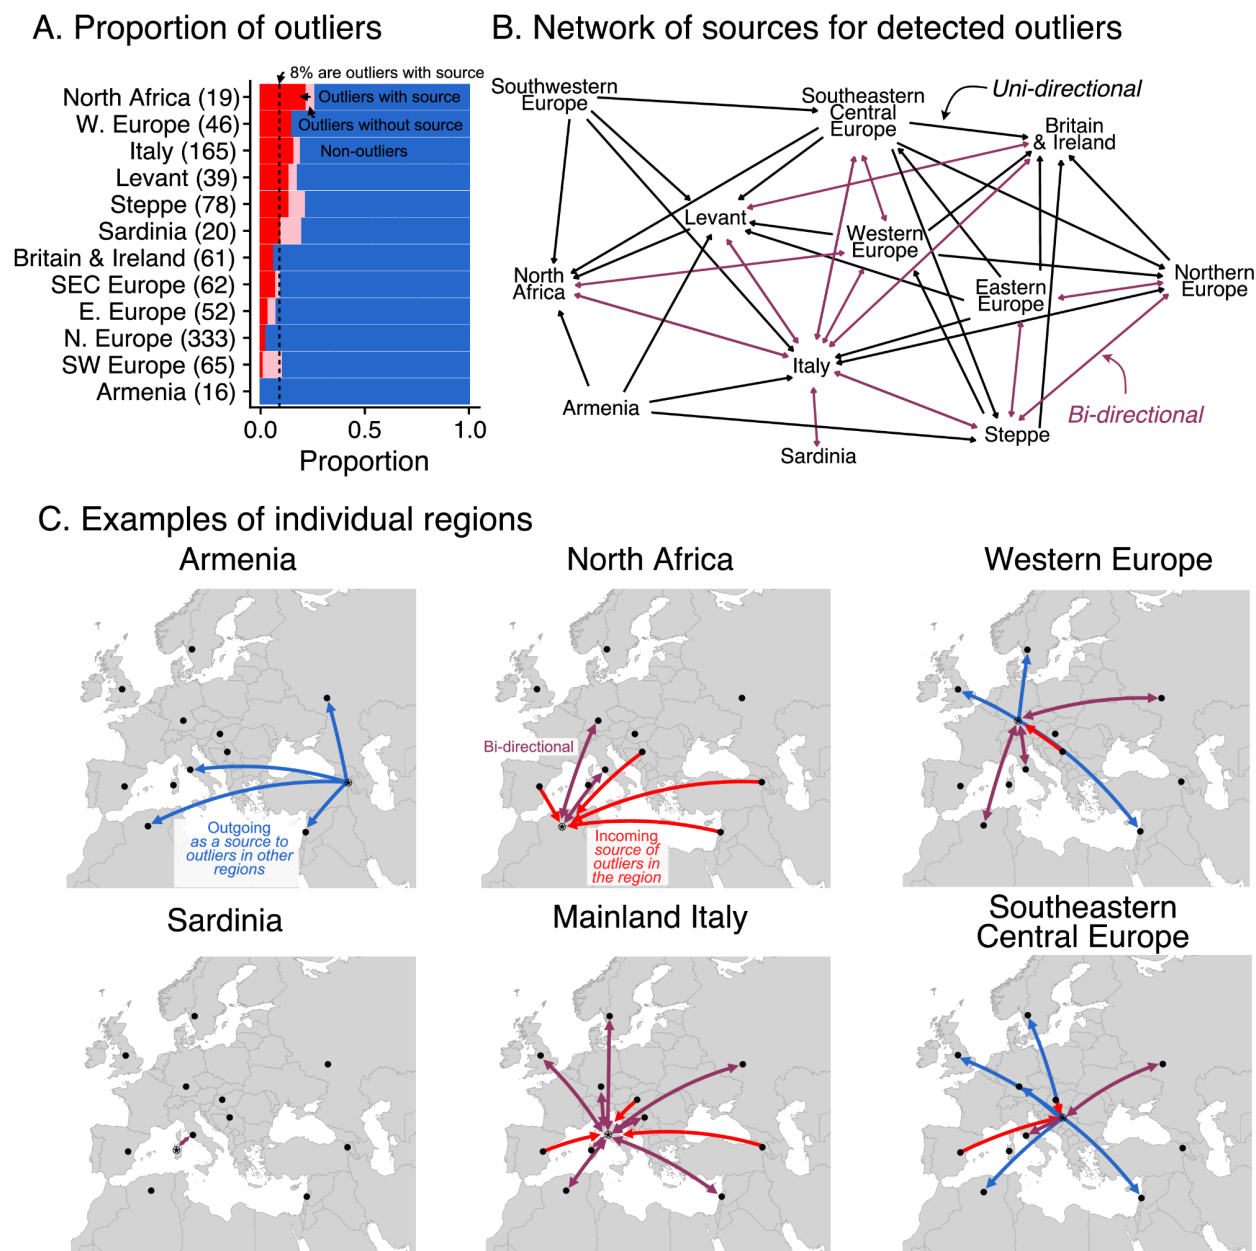 A. Proportion of outliers
8% are outliers with source
North Africa (19)
Outliers with source
W. Europe (46)
Outliers without source
Italy (165)
Non-outliers
Levant (39)
Steppe (78)
Sardinia (20)
Britain & Ireland (61)
SEC Europe (62)
E. Europe (52)
N. Europe (333)
SW Europe (65)
Armenia (16)
0.0 0.5 1.0
Proportion
B. Network of sources for detected outliers
Southwestern
Europe
Southeastern
Central
Europe
Uni-directional
Britain
& Ireland
Levant
Western
Europe
North
Africa
Eastern
Europe
Northern
Europe
Italy
Armenia
Bi-directional
Steppe
Sardinia
C. Examples of individual regions
Armenia
Outgoing
as a source to
outliers in other
regions
North Africa
Bi-directional
Incoming
source of
outliers in
the region
Western Europe
Sardinia
Mainland Italy
Southeastern
Central Europe